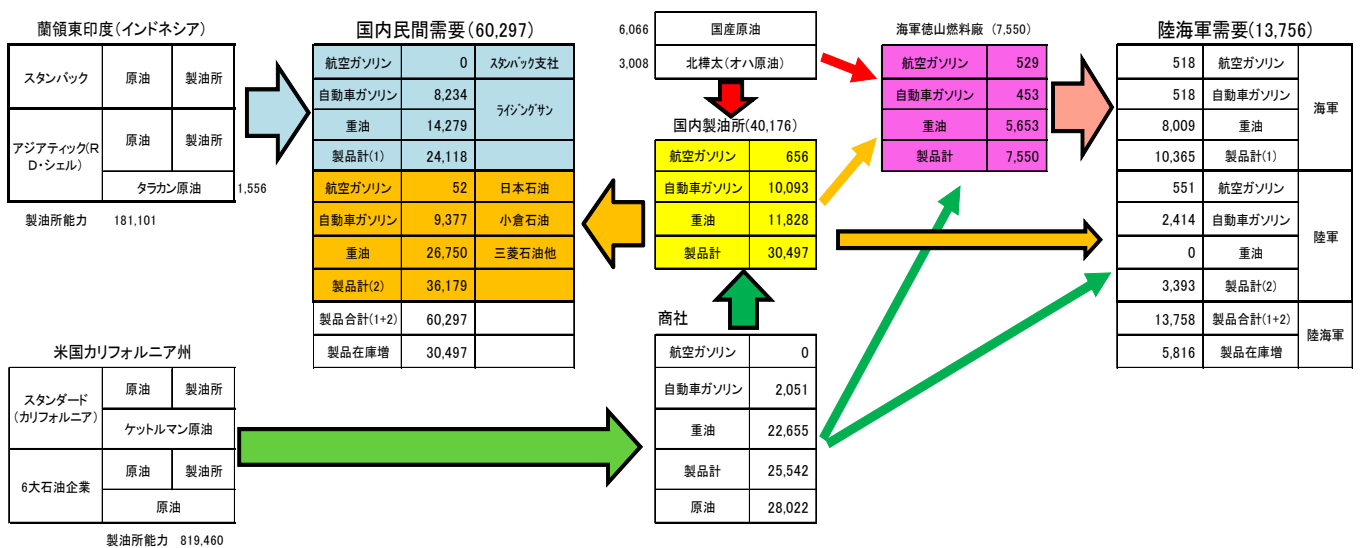 蘭領東印度(インドネシア)
スタンバック 原油 製油所
アジアティック(RD・シェル) 原油 製油所
タラカン原油 1,556
製油所能力 181,101
国内民間需要(60,297)
航空ガソリン 0 スタンバック支社
自動車ガソリン 8,234 ライジングサン
重油 14,279
製品計(1) 24,118
航空ガソリン 52 日本石油
自動車ガソリン 9,377 小倉石油
重油 26,750 三菱石油他
製品計(2) 36,179
製品合計(1+2) 60,297
製品在庫増 30,497
6,066 国産原油
3,008 北樺太(オハ原油)
国内製油所(40,176)
航空ガソリン 656
自動車ガソリン 10,093
重油 11,828
製品計 30,497
海軍徳山燃料廠 (7,550)
航空ガソリン 529
自動車ガソリン 453
重油 5,653
製品計 7,550
陸海軍需要(13,756)
518 航空ガソリン 海軍
518 自動車ガソリン
8,009 重油
10,365 製品計(1)
551 航空ガソリン 陸軍
2,414 自動車ガソリン
0 重油
3,393 製品計(2)
13,758 製品合計(1+2) 陸海軍
5,816 製品在庫増
米国カリフォルニア州
スタンダード(カリフォルニア) 原油 製油所
ケットルマン原油
6大石油企業 原油 製油所
原油
製油所能力 819,460
商社
航空ガソリン 0
自動車ガソリン 2,051
重油 22,655
製品計 25,542
原油 28,022